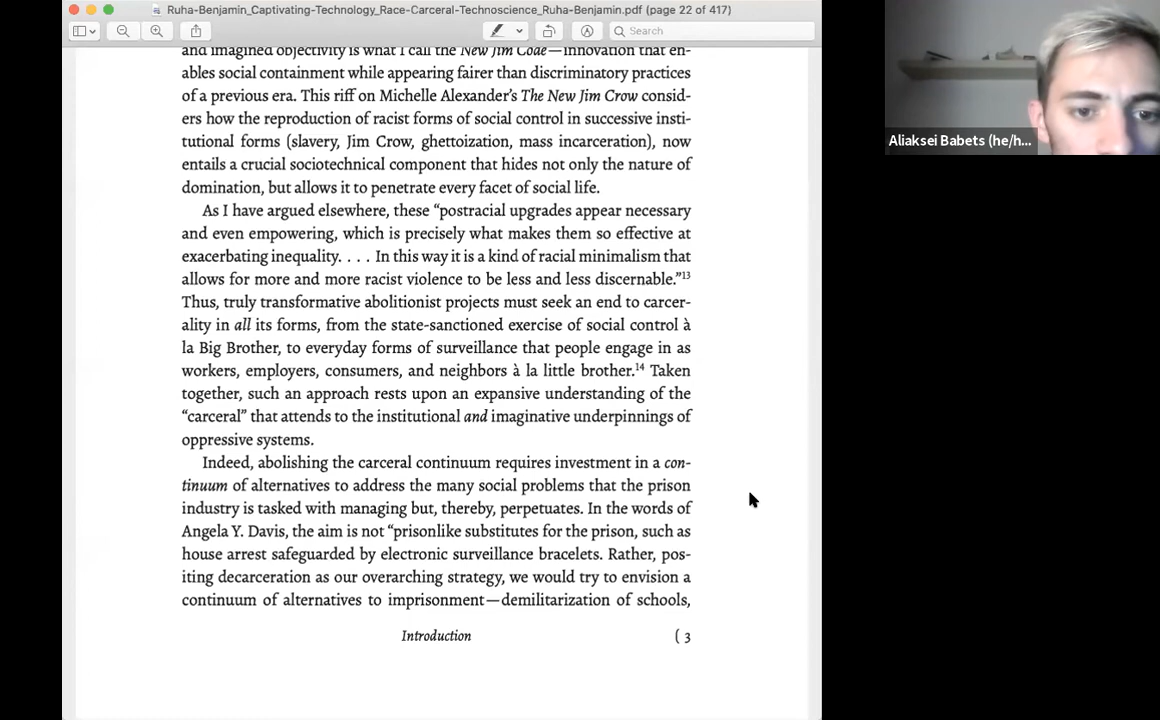 Ruha-Benjamin_Captivating-Technology_Race-Carceral-Technoscience_Ruha-Benjamin.pdf (page 22 of 417)
Search
and imagined objectivity is what I call the New Jim Code—innovation that en-
ables social containment while appearing fairer than discriminatory practices
of a previous era. This riff on Michelle Alexander’s The New Jim Crow consid-
ers how the reproduction of racist forms of social control in successive insti-
tutional forms (slavery, Jim Crow, ghettoization, mass incarceration), now
entails a crucial sociotechnical component that hides not only the nature of
domination, but allows it to penetrate every facet of social life.
As I have argued elsewhere, these “postracial upgrades appear necessary
and even empowering, which is precisely what makes them so effective at
exacerbating inequality. . . . In this way it is a kind of racial minimalism that
allows for more and more racist violence to be less and less discernable.”13
Thus, truly transformative abolitionist projects must seek an end to carcer-
ality in all its forms, from the state-sanctioned exercise of social control à
la Big Brother, to everyday forms of surveillance that people engage in as
workers, employers, consumers, and neighbors à la little brother.14 Taken
together, such an approach rests upon an expansive understanding of the
“carceral” that attends to the institutional and imaginative underpinnings of
oppressive systems.
Indeed, abolishing the carceral continuum requires investment in a con-
tinuum of alternatives to address the many social problems that the prison
industry is tasked with managing but, thereby, perpetuates. In the words of
Angela Y. Davis, the aim is not “prisonlike substitutes for the prison, such as
house arrest safeguarded by electronic surveillance bracelets. Rather, pos-
iting decarceration as our overarching strategy, we would try to envision a
continuum of alternatives to imprisonment—demilitarization of schools,
Introduction ( 3
Aliaksei Babets (he/h...